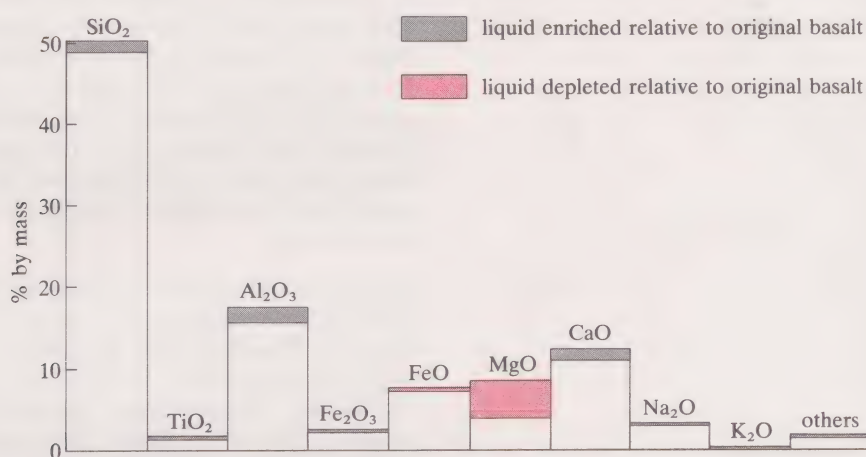 liquid enriched relative to original basalt
liquid depleted relative to original basalt
% by mass
50
40
30
20
10
0
SiO₂
TiO₂
Al₂O₃
Fe₂O₃
FeO
MgO
CaO
Na₂O
K₂O
others